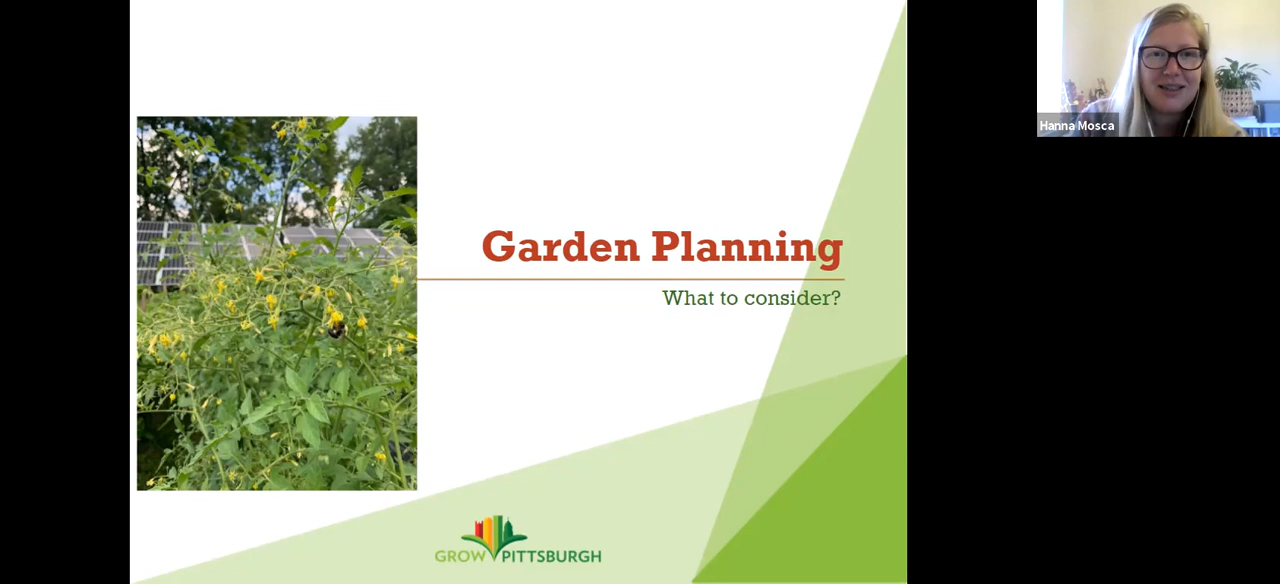 Hanna Mosca
Garden Planning
What to consider?
GROW PITTSBURGH